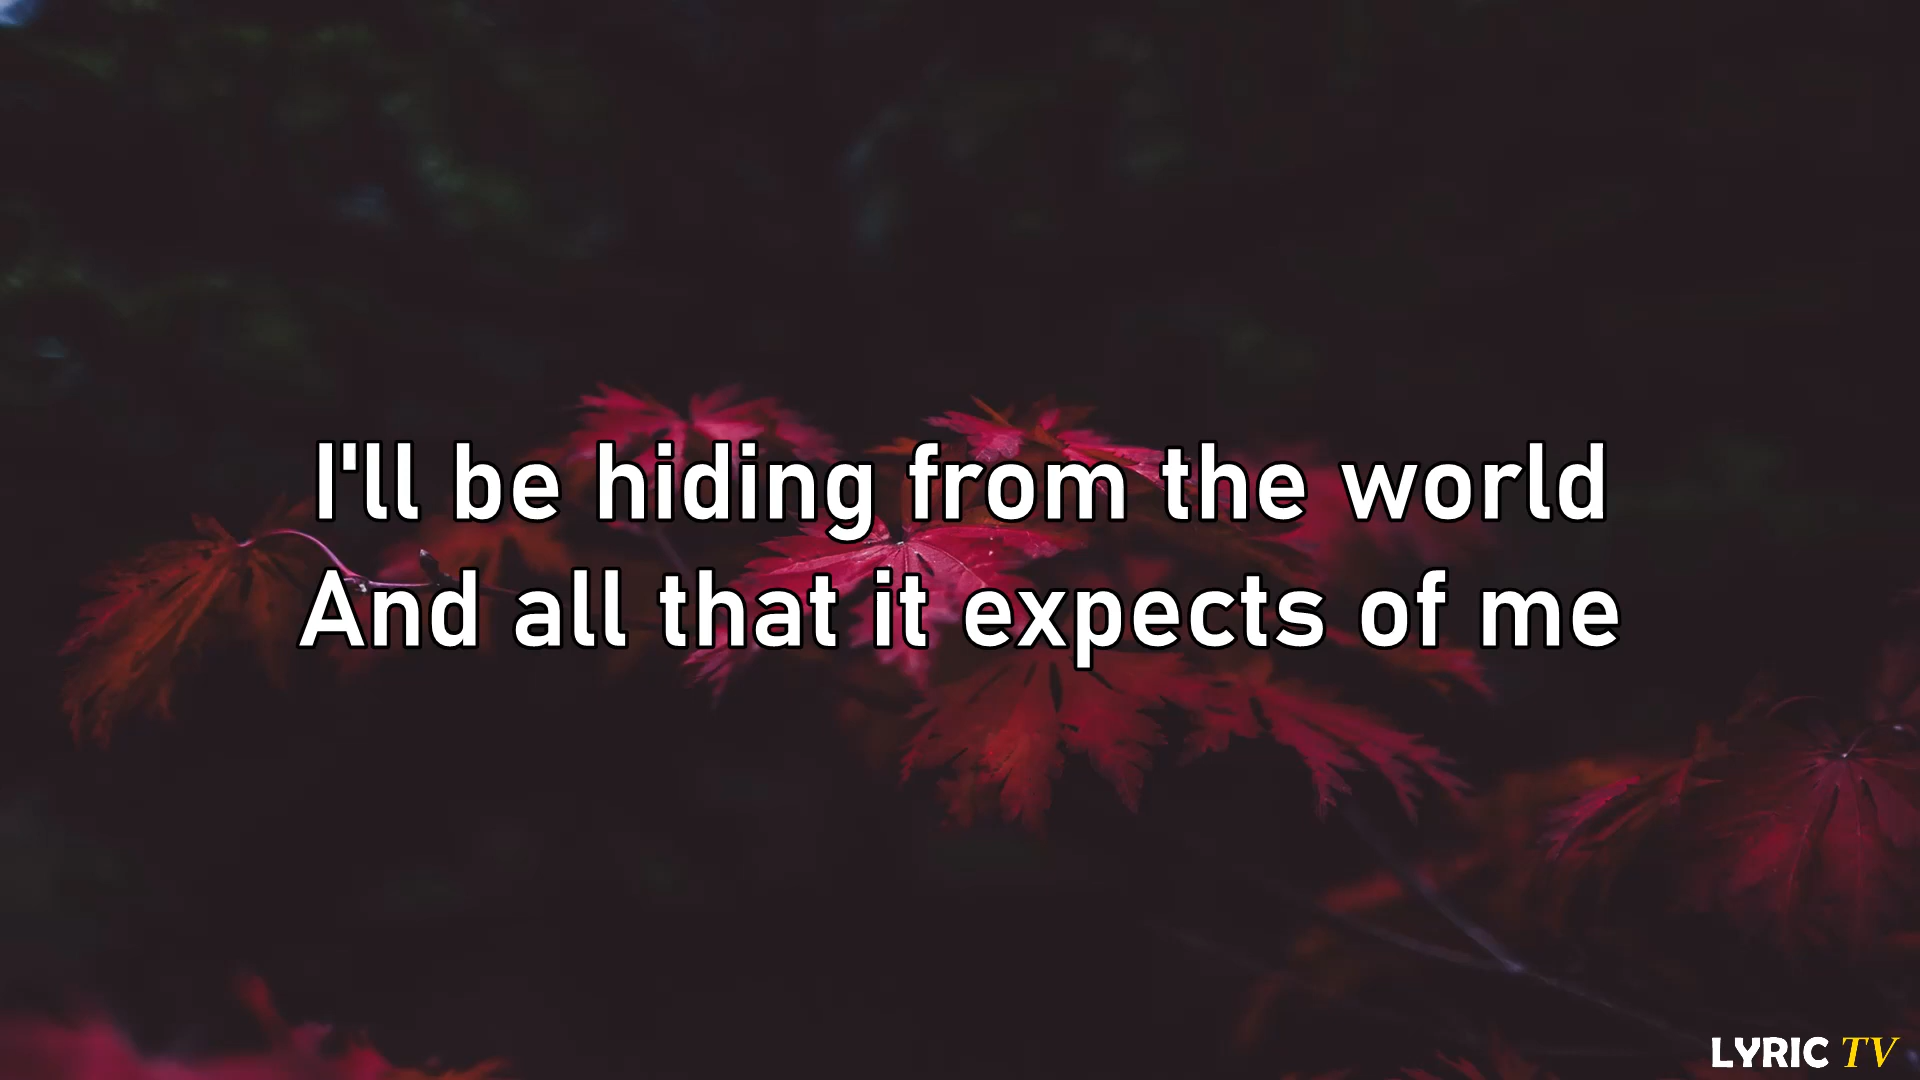 I'll be hiding from the world
And all that it expects of me
LYRIC TV